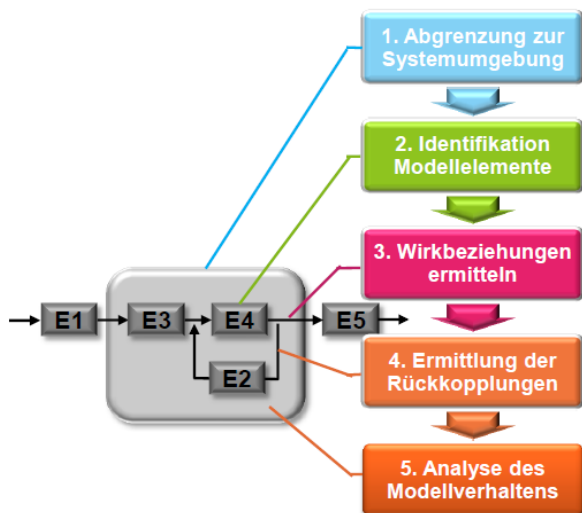 1. Abgrenzung zur
Systemumgebung
2. Identifikation
Modellelemente
3. Wirkbeziehungen
ermitteln
E1
E3
E4
E5
E2
4. Ermittlung der
Rückkopplungen
5. Analyse des
Modellverhaltens